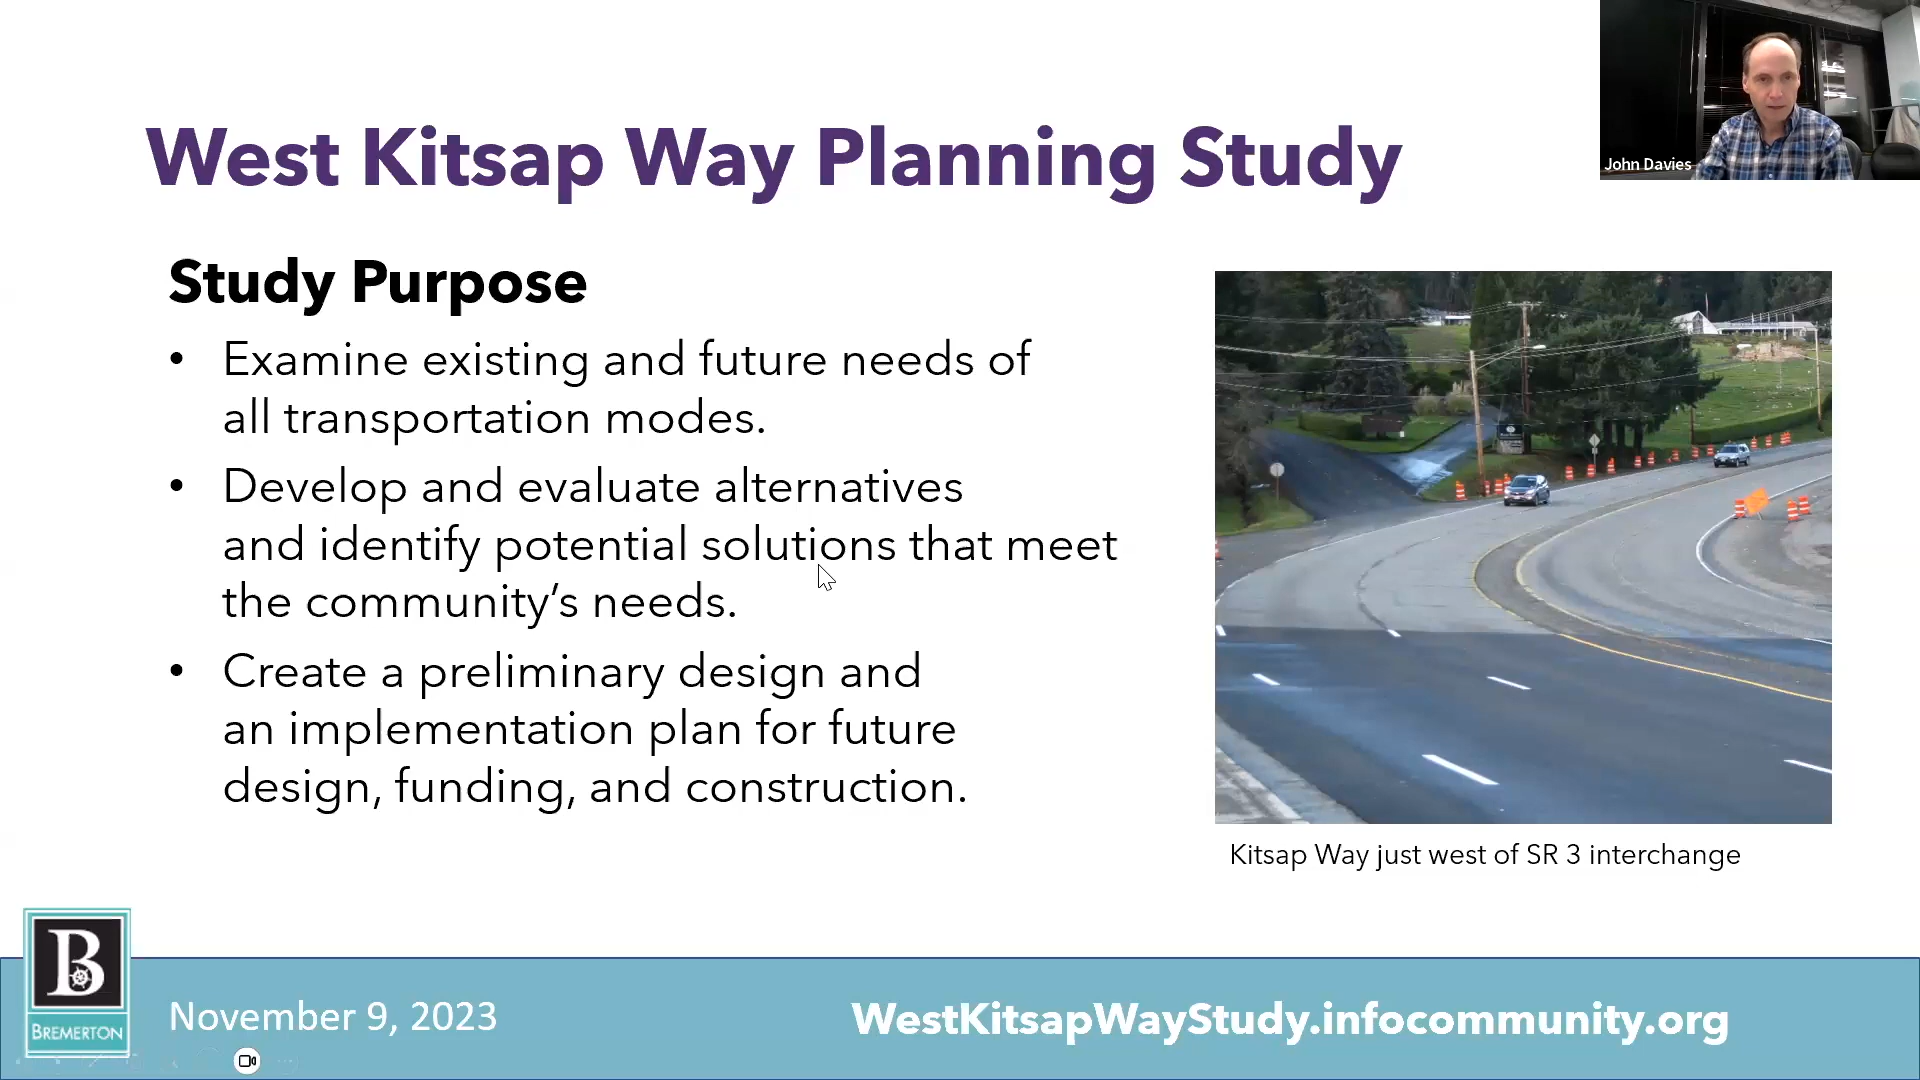 West Kitsap Way Planning Study
John Davies
Study Purpose
• Examine existing and future needs of
all transportation modes.
• Develop and evaluate alternatives
and identify potential solutions that meet
the community’s needs.
• Create a preliminary design and
an implementation plan for future
design, funding, and construction.
Kitsap Way just west of SR 3 interchange
B
BREMERTON
November 9, 2023
WestKitsapWayStudy.infocommunity.org